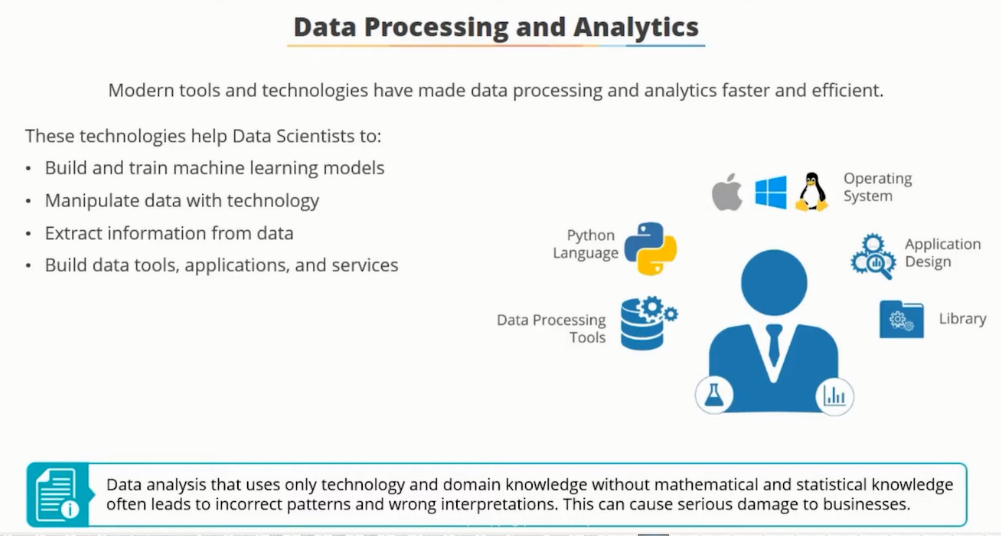 Data Processing and Analytics
Modern tools and technologies have made data processing and analytics faster and efficient.
These technologies help Data Scientists to:
• Build and train machine learning models
• Manipulate data with technology
• Extract information from data
• Build data tools, applications, and services
Operating
System
Python
Language
Application
Design
Data Processing
Tools
Library
Data analysis that uses only technology and domain knowledge without mathematical and statistical knowledge
often leads to incorrect patterns and wrong interpretations. This can cause serious damage to businesses.